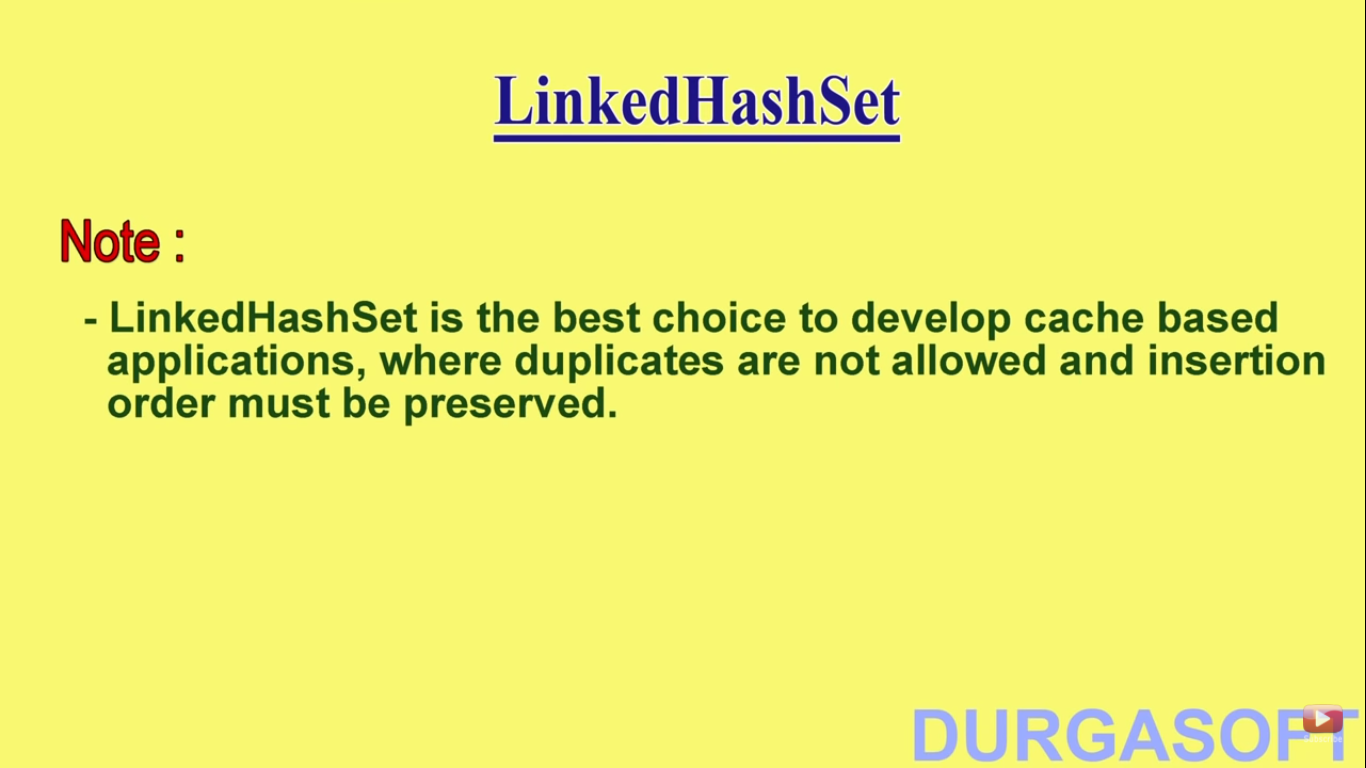 LinkedHashSet
Note :
- LinkedHashSet is the best choice to develop cache based
applications, where duplicates are not allowed and insertion
order must be preserved.
DURGASOFT
Subscribe